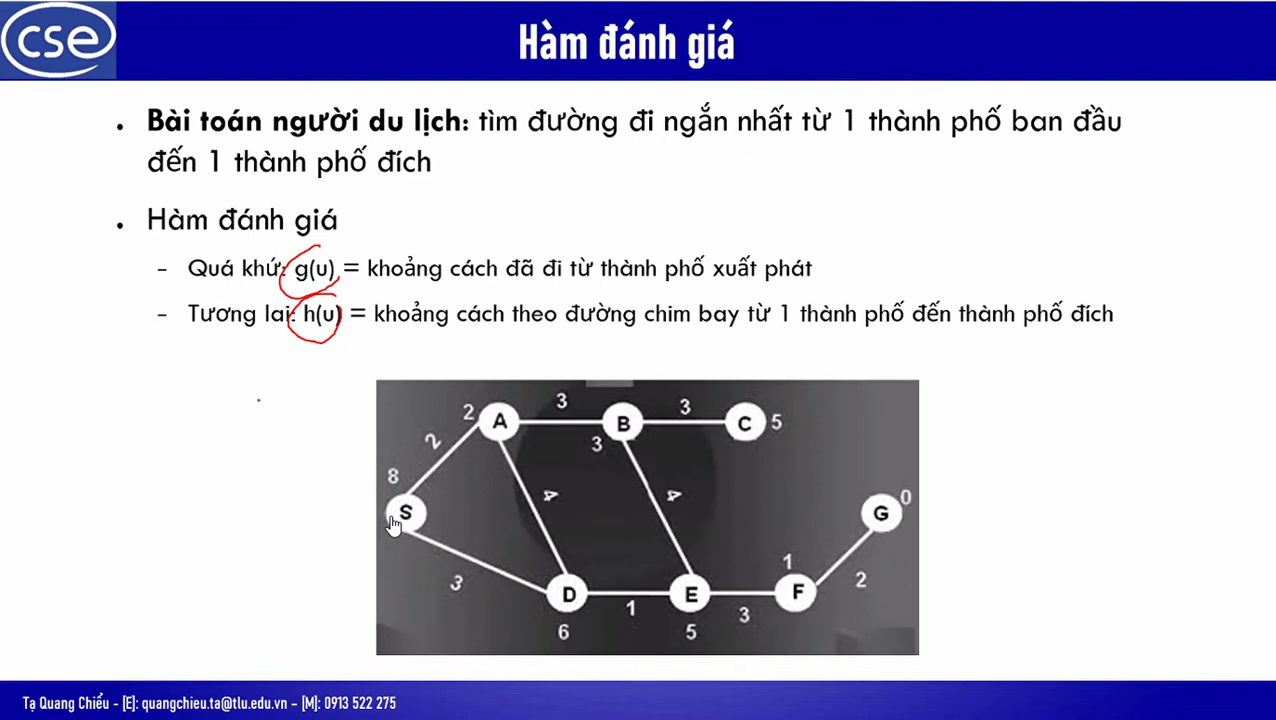 cse
Hàm đánh giá
• Bài toán người du lịch: tìm đường đi ngắn nhất từ 1 thành phố ban đầu
đến 1 thành phố đích
• Hàm đánh giá
– Quá khứ: g(u) = khoảng cách đã đi từ thành phố xuất phát
– Tương lai: h(u) = khoảng cách theo đường chim bay từ 1 thành phố đến thành phố đích
2 A 3 B 3 C 5
2 3
8 4 4 0
S G
1
3 D 1 E 3 F 2
6 5
Tạ Quang Chiểu - [E]: quangchieu.ta@tlu.edu.vn – [M]: 0913 522 275